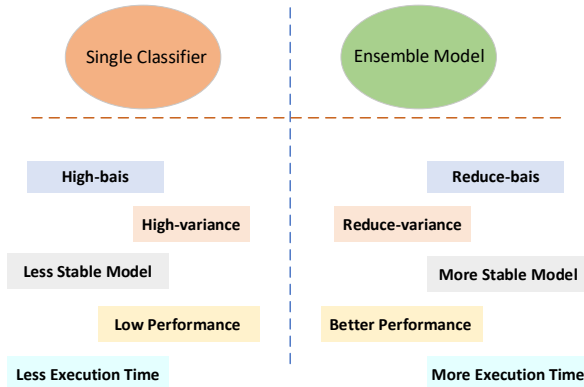 Single Classifier
Ensemble Model
High-bais
Reduce-bais
High-variance
Reduce-variance
Less Stable Model
More Stable Model
Low Performance
Better Performance
Less Execution Time
More Execution Time